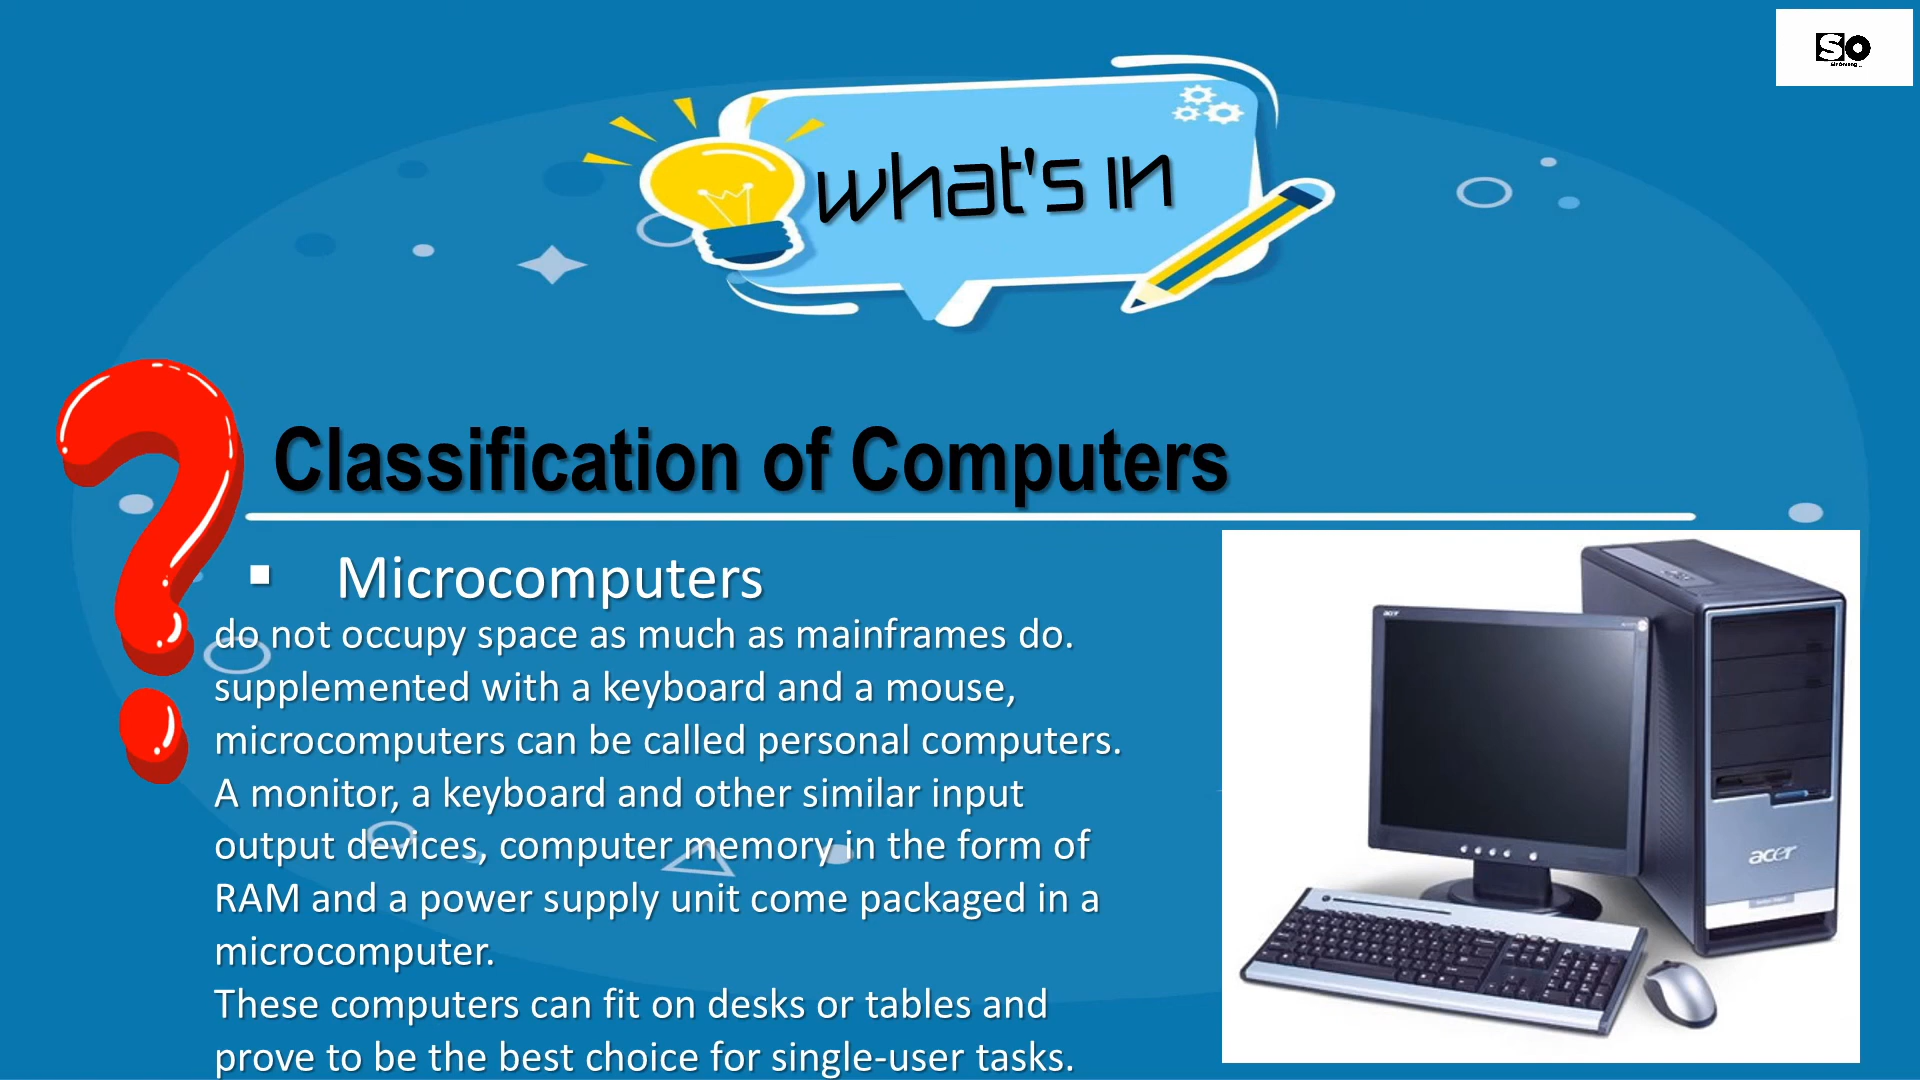 SO
what's in
Classification of Computers
▪ Microcomputers
do not occupy space as much as mainframes do.
supplemented with a keyboard and a mouse,
microcomputers can be called personal computers.
A monitor, a keyboard and other similar input
output devices, computer memory in the form of
RAM and a power supply unit come packaged in a
microcomputer.
These computers can fit on desks or tables and
prove to be the best choice for single-user tasks.
acer
acer